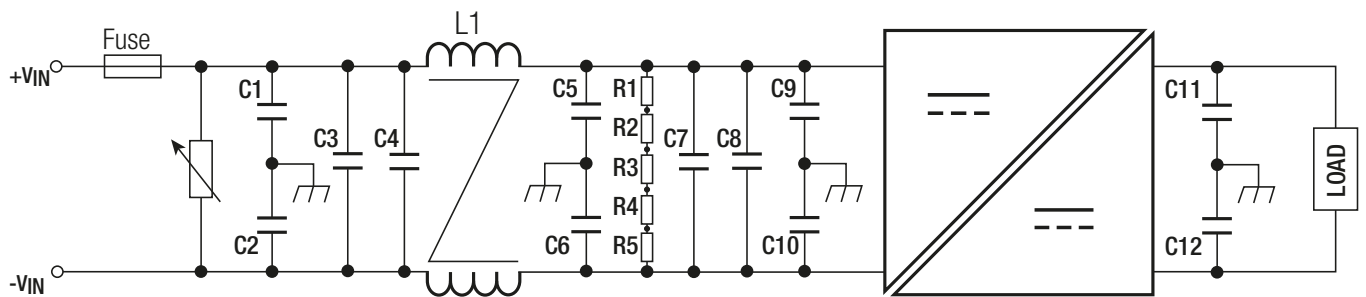 Fuse
L1
+VIN
C1
C2
C3
C4
C5
C6
R1
R2
R3
R4
R5
C7
C8
C9
C10
C11
C12
LOAD
-VIN